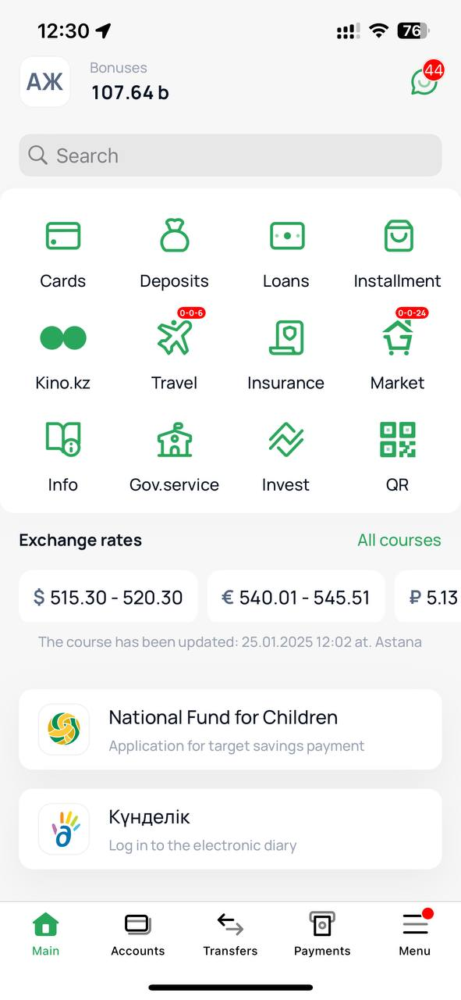 12:30
76
АЖ
Bonuses
107.64 b
44
Search
Cards
Deposits
Loans
Installment
0-0-6
0-0-24
Kino.kz
Travel
Insurance
Market
Info
Gov.service
Invest
QR
Exchange rates
All courses
$ 515.30 - 520.30
€ 540.01 - 545.51
₽ 5.13
The course has been updated: 25.01.2025 12:02 at. Astana
National Fund for Children
Application for target savings payment
Күнделік
Log in to the electronic diary
Main
Accounts
Transfers
Payments
Menu